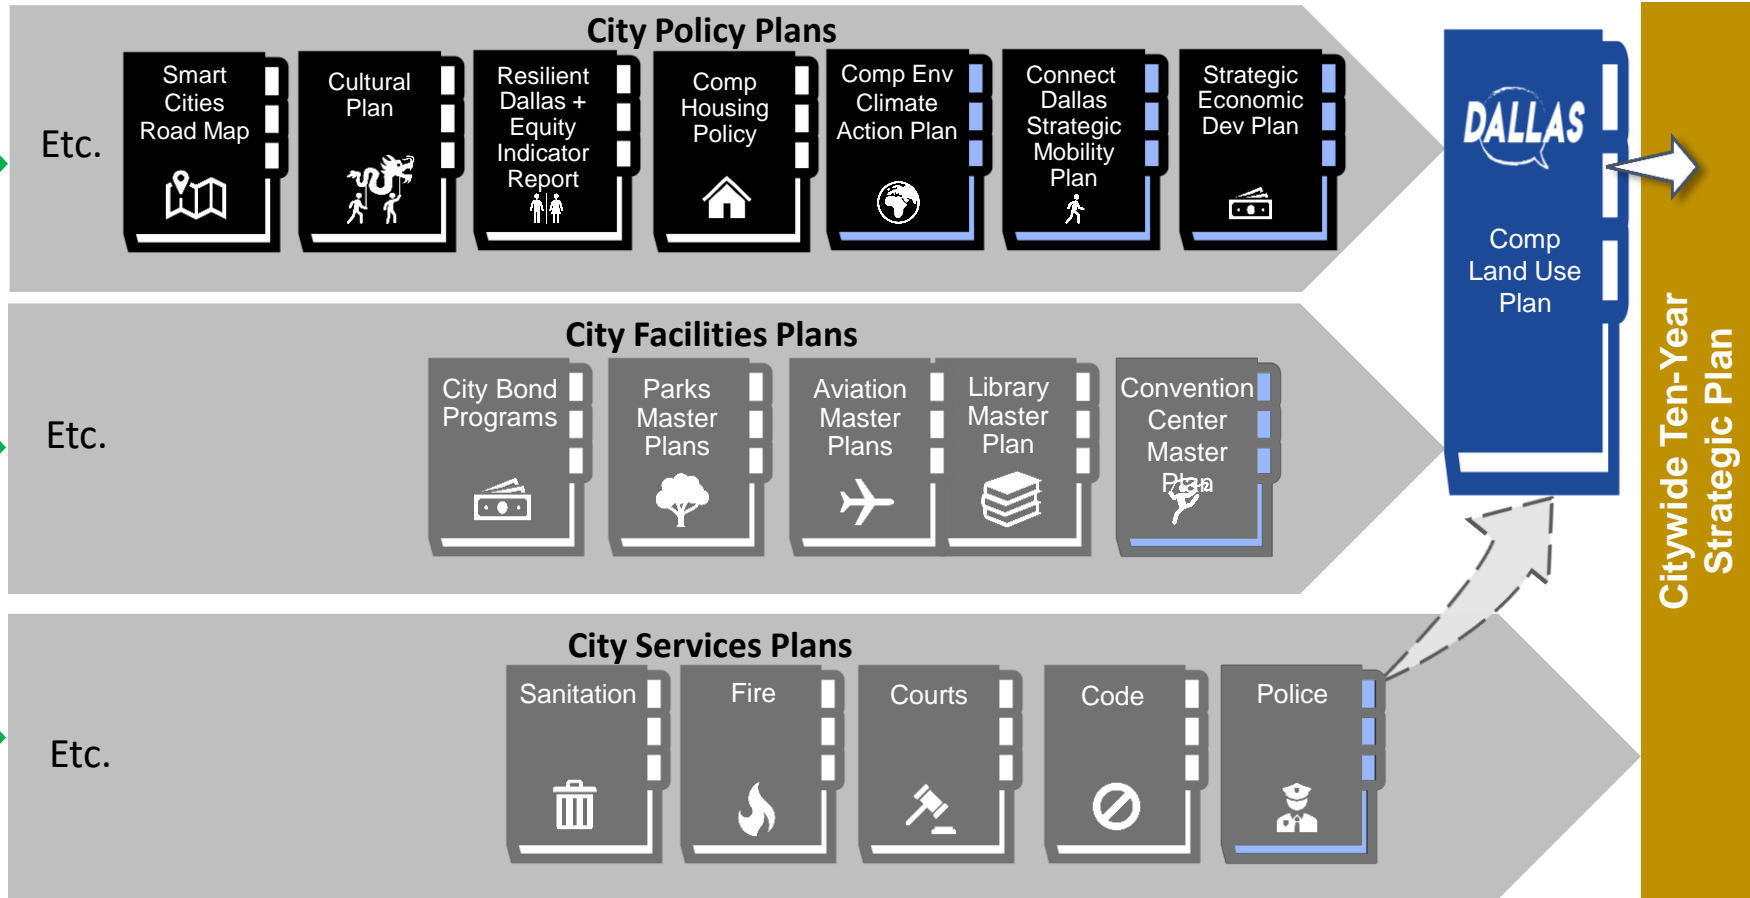 City Policy Plans
Etc.
Smart
Cities
Road Map
Cultural
Plan
Resilient
Dallas +
Equity
Indicator
Report
Comp
Housing
Policy
Comp Env
Climate
Action Plan
Connect
Dallas
Strategic
Mobility
Plan
Strategic
Economic
Dev Plan
DALLAS
Comp
Land Use
Plan
City Facilities Plans
Etc.
City Bond
Programs
Parks
Master
Plans
Aviation
Master
Plans
Library
Master
Plan
Convention
Center
Master
Plan
City Services Plans
Etc.
Sanitation
Fire
Courts
Code
Police
Citywide Ten-Year
Strategic Plan